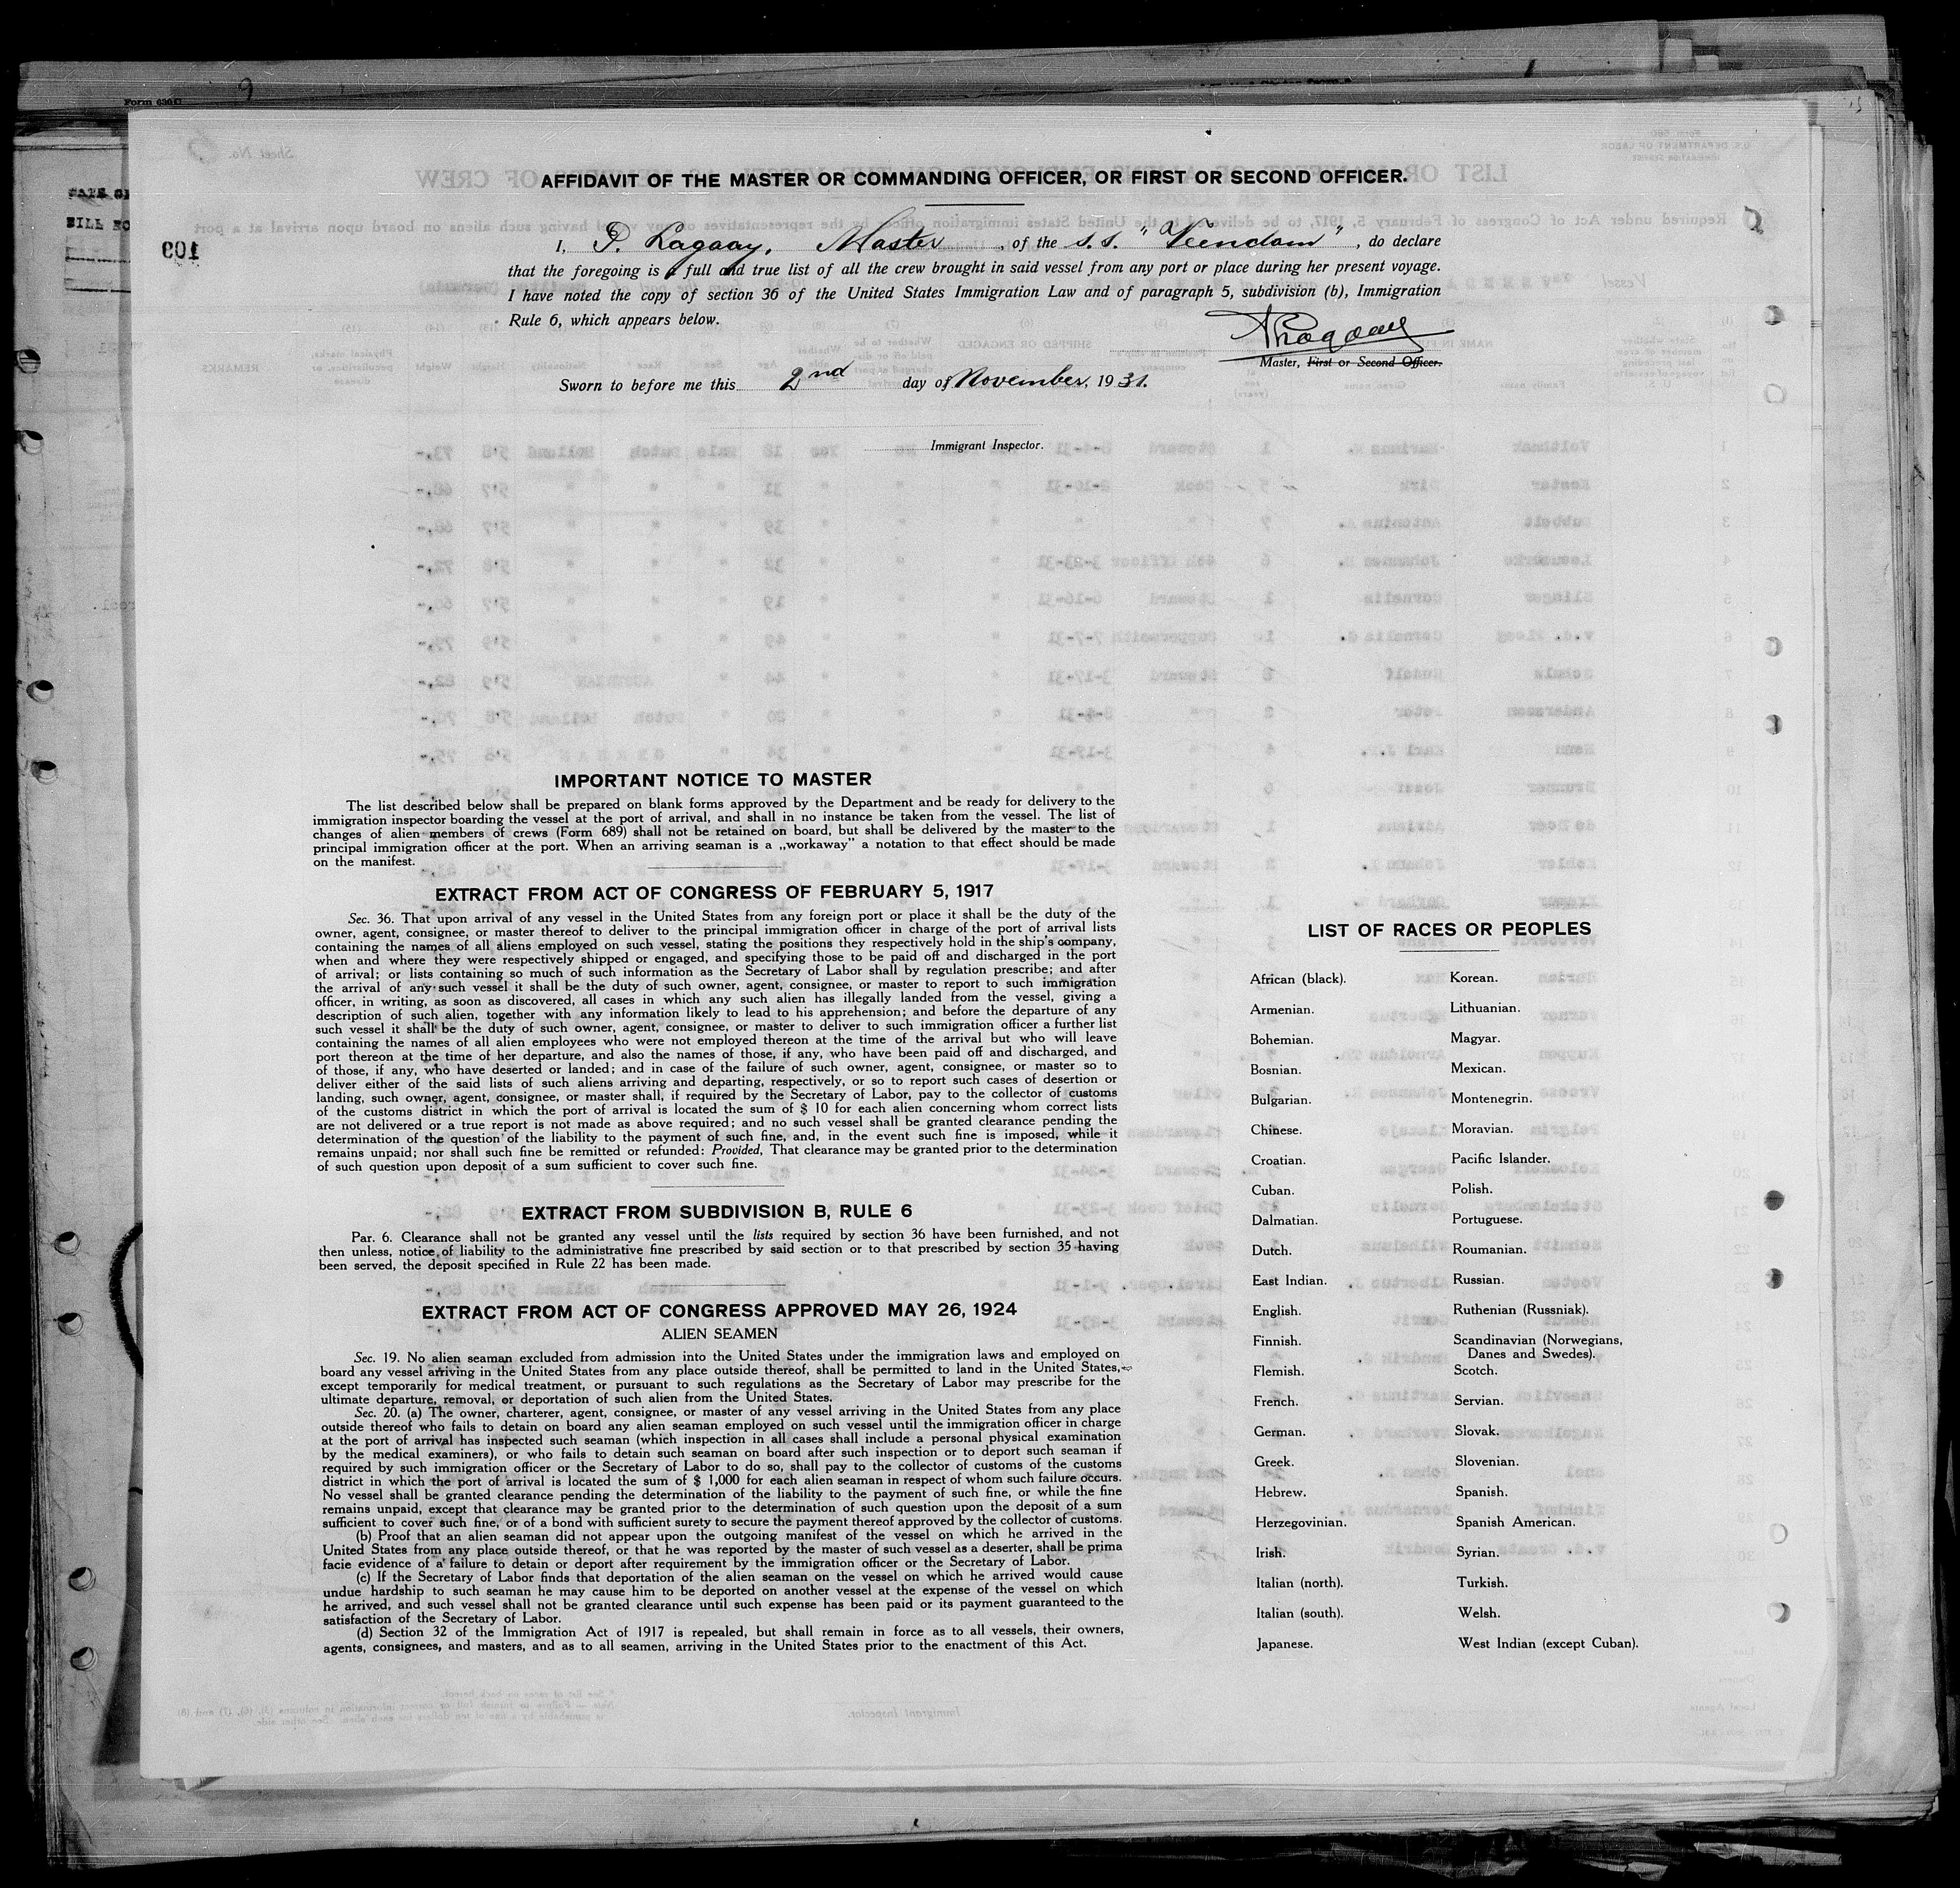 Form 630
AFFIDAVIT OF THE MASTER OR COMMANDING OFFICER, OR FIRST OR SECOND OFFICER.
109
I, P. Lagaay, Master, of the s.s. "Veendam", do declare
that the foregoing is a full and true list of all the crew brought in said vessel from any port or place during her present voyage.
I have noted the copy of section 36 of the United States Immigration Law and of paragraph 5, subdivision (b), Immigration
Rule 6, which appears below.
PLagaay
Master, First or Second Officer.
Sworn to before me this 2nd day of November, 1931.
Immigrant Inspector.
IMPORTANT NOTICE TO MASTER
The list described below shall be prepared on blank forms approved by the Department and be ready for delivery to the
immigration inspector boarding the vessel at the port of arrival, and shall in no instance be taken from the vessel. The list of
changes of alien members of crews (Form 689) shall not be retained on board, but shall be delivered by the master to the
principal immigration officer at the port. When an arriving seaman is a „workaway" a notation to that effect should be made
on the manifest.
EXTRACT FROM ACT OF CONGRESS OF FEBRUARY 5, 1917
Sec. 36. That upon arrival of any vessel in the United States from any foreign port or place it shall be the duty of the
owner, agent, consignee, or master thereof to deliver to the principal immigration officer in charge of the port of arrival lists
containing the names of all aliens employed on such vessel, stating the positions they respectively hold in the ship's company,
when and where they were respectively shipped or engaged, and specifying those to be paid off and discharged in the port
of arrival; or lists containing so much of such information as the Secretary of Labor shall by regulation prescribe; and after
the arrival of any such vessel it shall be the duty of such owner, agent, consignee, or master to report to such immigration
officer, in writing, as soon as discovered, all cases in which any such alien has illegally landed from the vessel, giving a
description of such alien, together with any information likely to lead to his apprehension; and before the departure of any
such vessel it shall be the duty of such owner, agent, consignee, or master to deliver to such immigration officer a further list
containing the names of all alien employees who were not employed thereon at the time of the arrival but who will leave
port thereon at the time of her departure, and also the names of those, if any, who have been paid off and discharged, and
of those, if any, who have deserted or landed; and in case of the failure of such owner, agent, consignee, or master so to
deliver either of the said lists of such aliens arriving and departing, respectively, or so to report such cases of desertion or
landing, such owner, agent, consignee, or master shall, if required by the Secretary of Labor, pay to the collector of customs
of the customs district in which the port of arrival is located the sum of $ 10 for each alien concerning whom correct lists
are not delivered or a true report is not made as above required; and no such vessel shall be granted clearance pending the
determination of the question of the liability to the payment of such fine, and, in the event such fine is imposed, while it
remains unpaid; nor shall such fine be remitted or refunded: Provided, That clearance may be granted prior to the determination
of such question upon deposit of a sum sufficient to cover such fine.
EXTRACT FROM SUBDIVISION B, RULE 6
Par. 6. Clearance shall not be granted any vessel until the lists required by section 36 have been furnished, and not
then unless, notice of liability to the administrative fine prescribed by said section or to that prescribed by section 35 having
been served, the deposit specified in Rule 22 has been made.
EXTRACT FROM ACT OF CONGRESS APPROVED MAY 26, 1924
ALIEN SEAMEN
Sec. 19. No alien seaman excluded from admission into the United States under the immigration laws and employed on
board any vessel arriving in the United States from any place outside thereof, shall be permitted to land in the United States,
except temporarily for medical treatment, or pursuant to such regulations as the Secretary of Labor may prescribe for the
ultimate departure, removal, or deportation of such alien from the United States.
Sec. 20. (a) The owner, charterer, agent, consignee, or master of any vessel arriving in the United States from any place
outside thereof who fails to detain on board any alien seaman employed on such vessel until the immigration officer in charge
at the port of arrival has inspected such seaman (which inspection in all cases shall include a personal physical examination
by the medical examiners), or who fails to detain such seaman on board after such inspection or to deport such seaman if
required by such immigration officer or the Secretary of Labor to do so, shall pay to the collector of customs of the customs
district in which the port of arrival is located the sum of $ 1,000 for each alien seaman in respect of whom such failure occurs.
No vessel shall be granted clearance pending the determination of the liability to the payment of such fine, or while the fine
remains unpaid, except that clearance may be granted prior to the determination of such question upon the deposit of a sum
sufficient to cover such fine, or of a bond with sufficient surety to secure the payment thereof approved by the collector of customs.
(b) Proof that an alien seaman did not appear upon the outgoing manifest of the vessel on which he arrived in the
United States from any place outside thereof, or that he was reported by the master of such vessel as a deserter, shall be prima
facie evidence of a failure to detain or deport after requirement by the immigration officer or the Secretary of Labor.
(c) If the Secretary of Labor finds that deportation of the alien seaman on the vessel on which he arrived would cause
undue hardship to such seaman he may cause him to be deported on another vessel at the expense of the vessel on which
he arrived, and such vessel shall not be granted clearance until such expense has been paid or its payment guaranteed to the
satisfaction of the Secretary of Labor.
(d) Section 32 of the Immigration Act of 1917 is repealed, but shall remain in force as to all vessels, their owners,
agents, consignees, and masters, and as to all seamen, arriving in the United States prior to the enactment of this Act.
LIST OF RACES OR PEOPLES
African (black).
Armenian.
Bohemian.
Bosnian.
Bulgarian.
Chinese.
Croatian.
Cuban.
Dalmatian.
Dutch.
East Indian.
English.
Finnish.
Flemish.
French.
German.
Greek.
Hebrew.
Herzegovinian.
Irish.
Italian (north).
Italian (south).
Japanese.
Korean.
Lithuanian.
Magyar.
Mexican.
Montenegrin.
Moravian.
Pacific Islander.
Polish.
Portuguese.
Roumanian.
Russian.
Ruthenian (Russniak).
Scandinavian (Norwegians,
Danes and Swedes).
Scotch.
Servian.
Slovak.
Slovenian.
Spanish.
Spanish American.
Syrian.
Turkish.
Welsh.
West Indian (except Cuban).